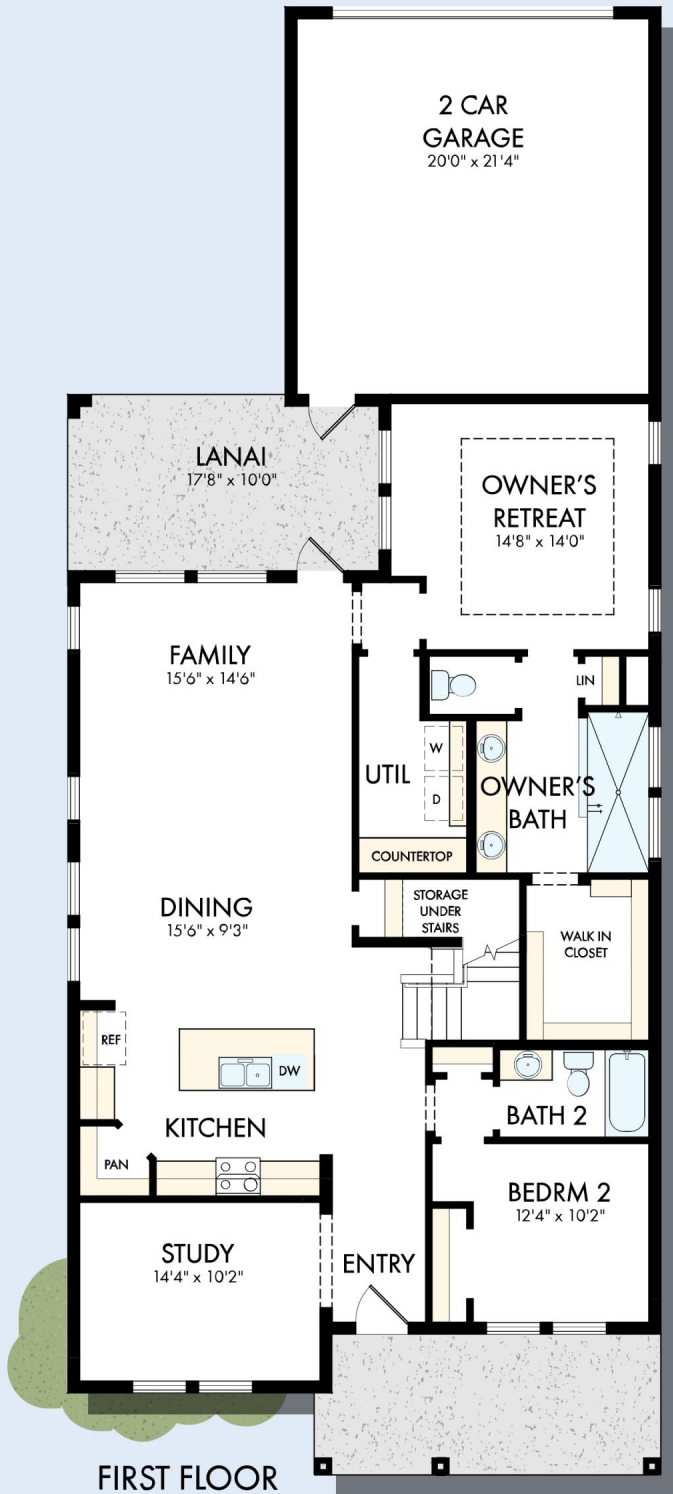 2 CAR
GARAGE
20'0" x 21'4"
LANAI
17'8" x 10'0"
OWNER'S
RETREAT
14'8" x 14'0"
FAMILY
15'6" x 14'6"
LIN
W
UTIL
D
OWNER'S
BATH
COUNTERTOP
DINING
15'6" x 9'3"
STORAGE
UNDER
STAIRS
WALK IN
CLOSET
REF
DW
KITCHEN
BATH 2
PAN
BEDRM 2
12'4" x 10'2"
STUDY
14'4" x 10'2"
ENTRY
FIRST FLOOR